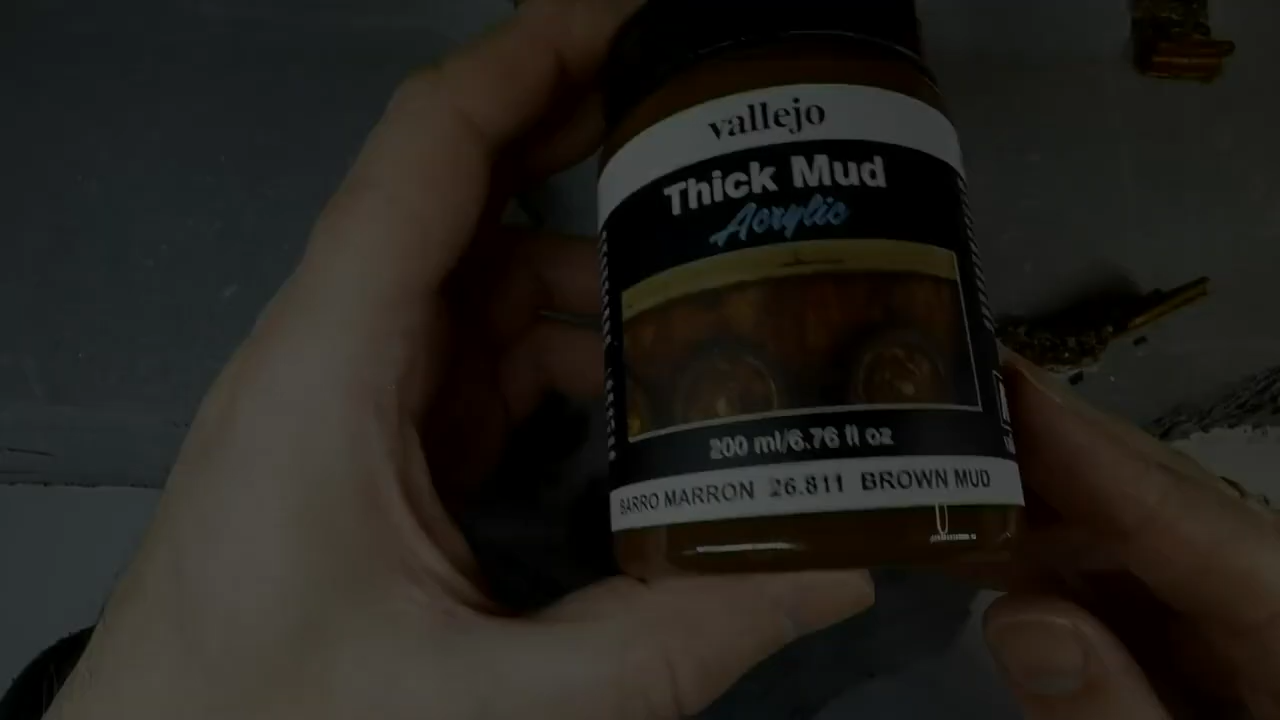 vallejo
Thick Mud
Acrylic
200 ml/6.76 fl oz
BARRO MARRON 26.811 BROWN MUD